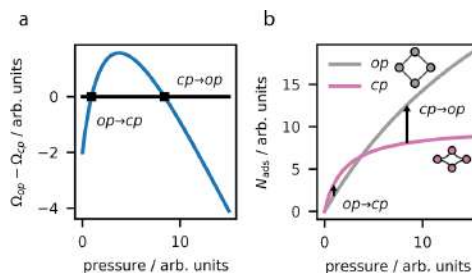 a
b
Ω_op − Ω_cp / arb. units
0
−2
−4
cp→op
op→cp
0
10
pressure / arb. units
N_ads / arb. units
15
10
5
0
op
cp
cp→op
op→cp
0
10
pressure / arb. units